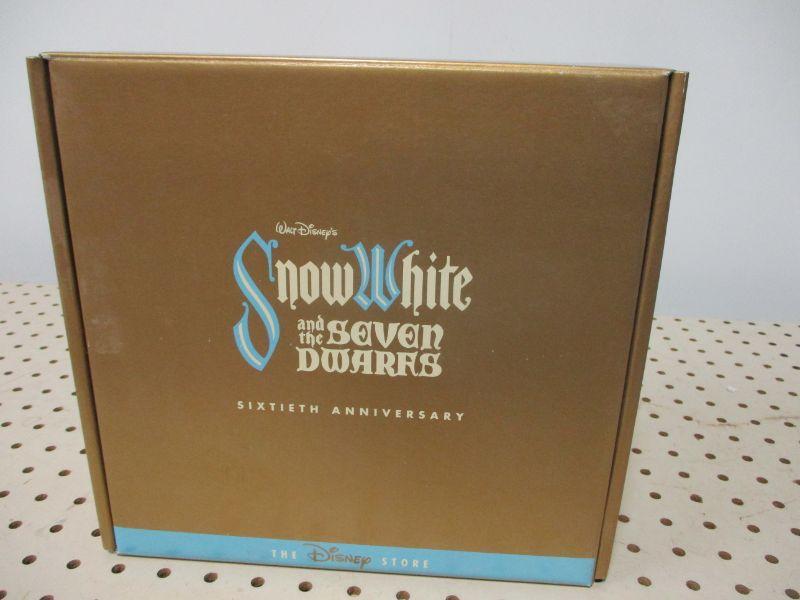 Walt Disney's
Snow White
and the Seven
Dwarfs
SIXTIETH ANNIVERSARY
THE Disney STORE